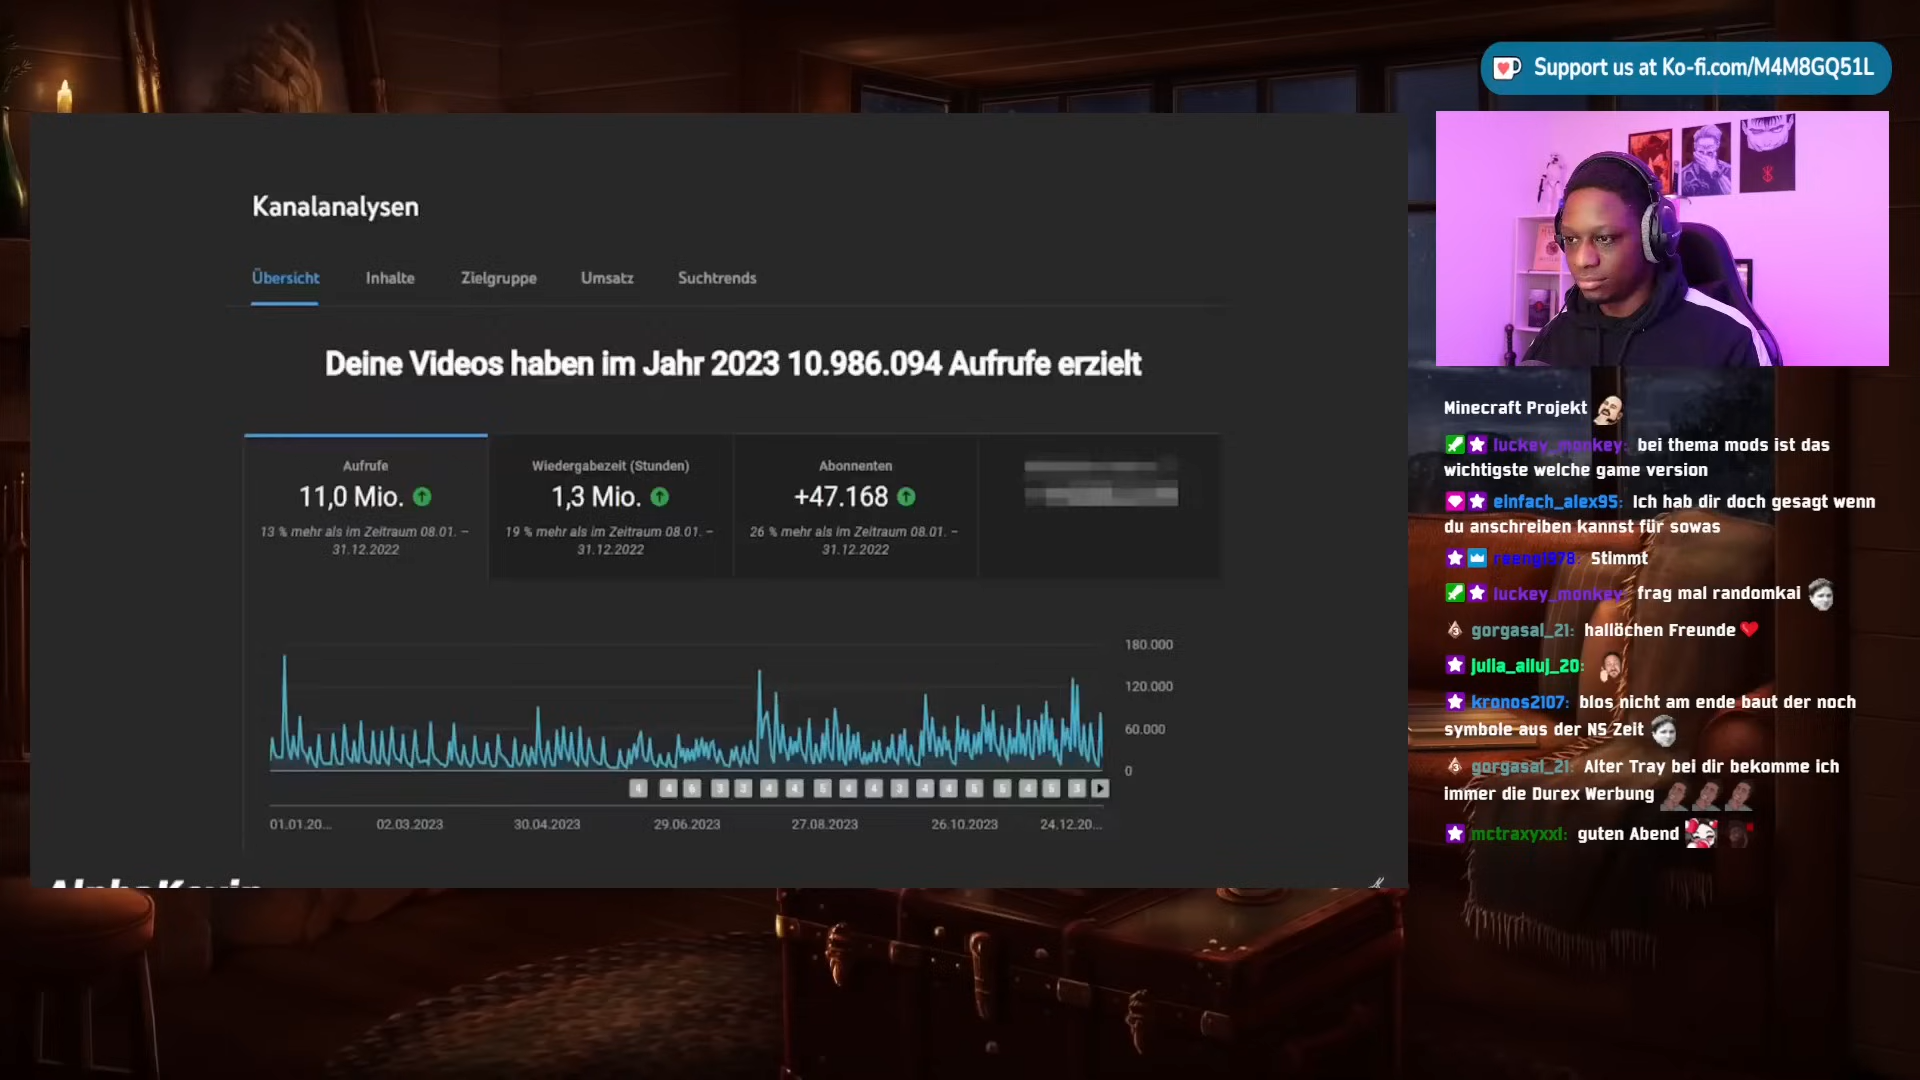 Support us at Ko-fi.com/M4M8GQ51L
Kanalanalysen
Übersicht
Inhalte
Zielgruppe
Umsatz
Suchtrends
Deine Videos haben im Jahr 2023 10.986.094 Aufrufe erzielt
Aufrufe
11,0 Mio.
13 % mehr als im Zeitraum 08.01. –
31.12.2022
Wiedergabezeit (Stunden)
1,3 Mio.
19 % mehr als im Zeitraum 08.01. –
31.12.2022
Abonnenten
+47.168
26 % mehr als im Zeitraum 08.01. –
31.12.2022
180.000
120.000
60.000
0
01.01.20...
02.03.2023
30.04.2023
29.06.2023
27.08.2023
26.10.2023
24.12.20...
Minecraft Projekt
luckey_monkey: bei thema mods ist das
wichtigste welche game version
einfach_alex95: Ich hab dir doch gesagt wenn
du anschreiben kannst für sowas
Stimmt
luckey_monkey: frag mal randomkai
gorgasal_21: hallöchen Freunde
julia_ailuj_20:
kronos2107: blos nicht am ende baut der noch
symbole aus der NS Zeit
gorgasal_21: Alter Tray bei dir bekomme ich
immer die Durex Werbung
mctraxyxxl: guten Abend